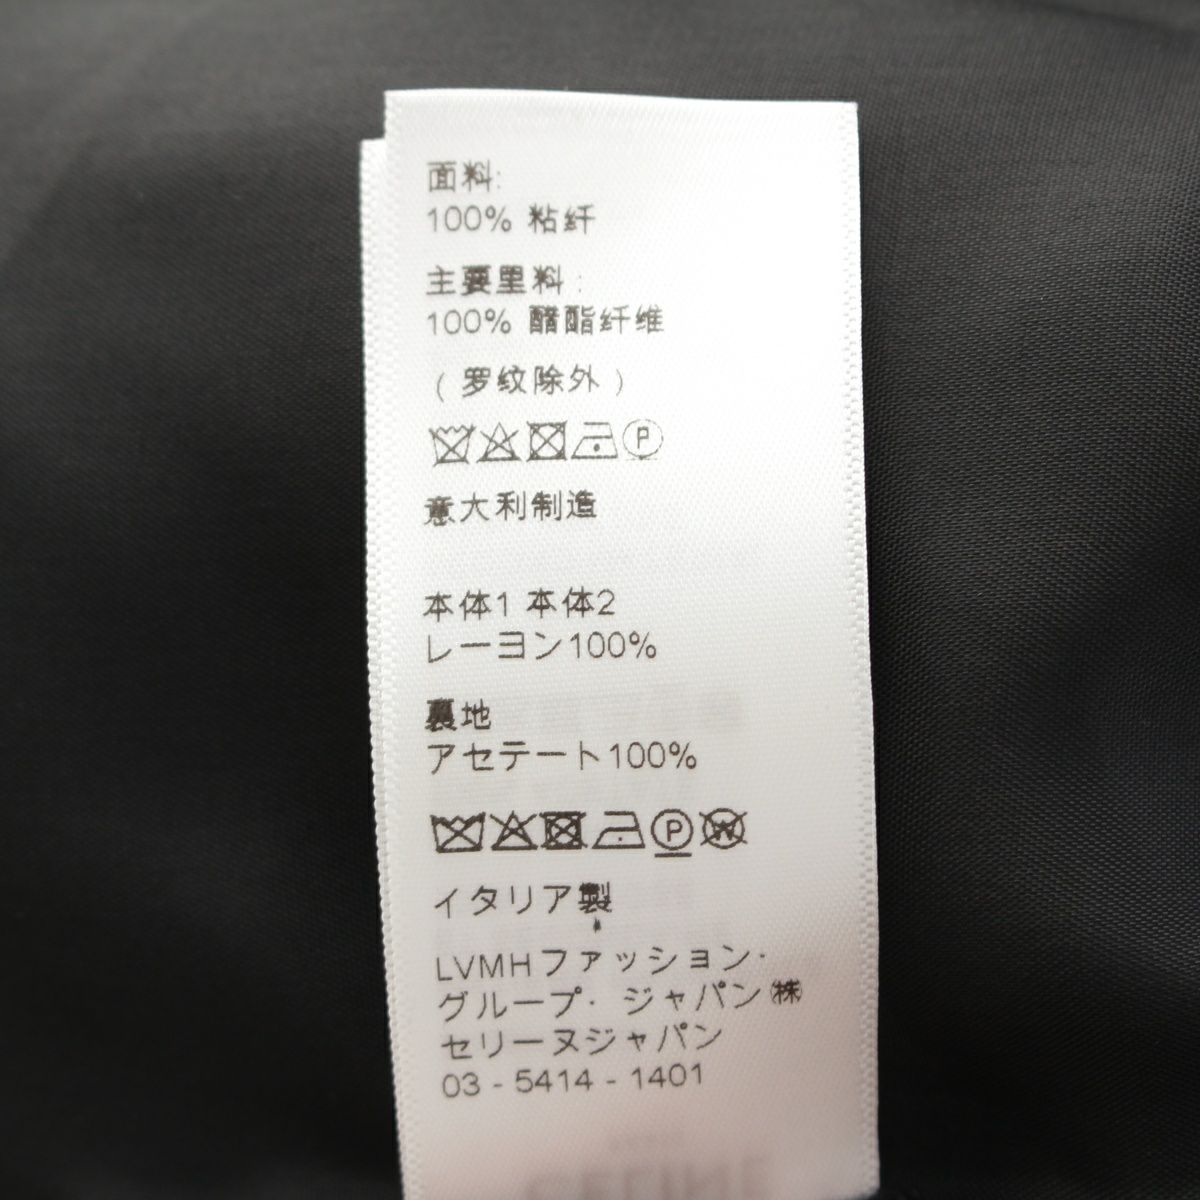 面料:
100% 粘纤
主要里料:
100% 醋酯纤维
(罗纹除外)
P
意大利制造
本体1 本体2
レーヨン100%
裏地
アセテート100%
P W
イタリア製
LVMHファッション・
グループ・ジャパン㈱
セリーヌジャパン
03 - 5414 - 1401